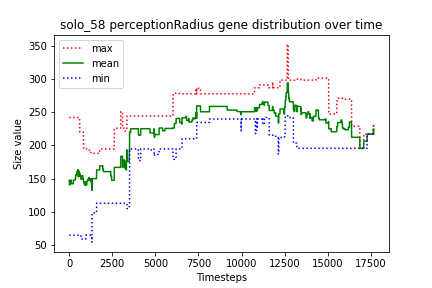 solo_58 perceptionRadius gene distribution over time
max
mean
min
Size value
350
300
250
200
150
100
50
0
2500
5000
7500
10000
12500
15000
17500
Timesteps